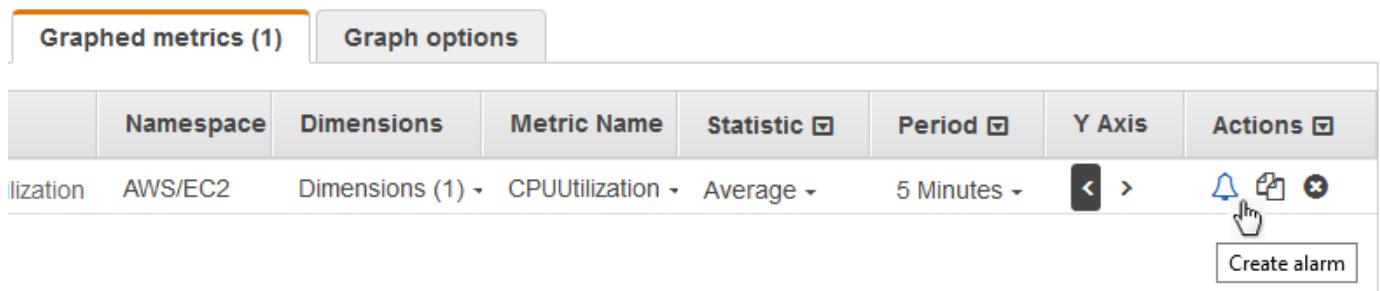 Graphed metrics (1) Graph options
Namespace Dimensions Metric Name Statistic Period Y Axis Actions
ilization AWS/EC2 Dimensions (1) CPUUtilization Average 5 Minutes < >
Create alarm